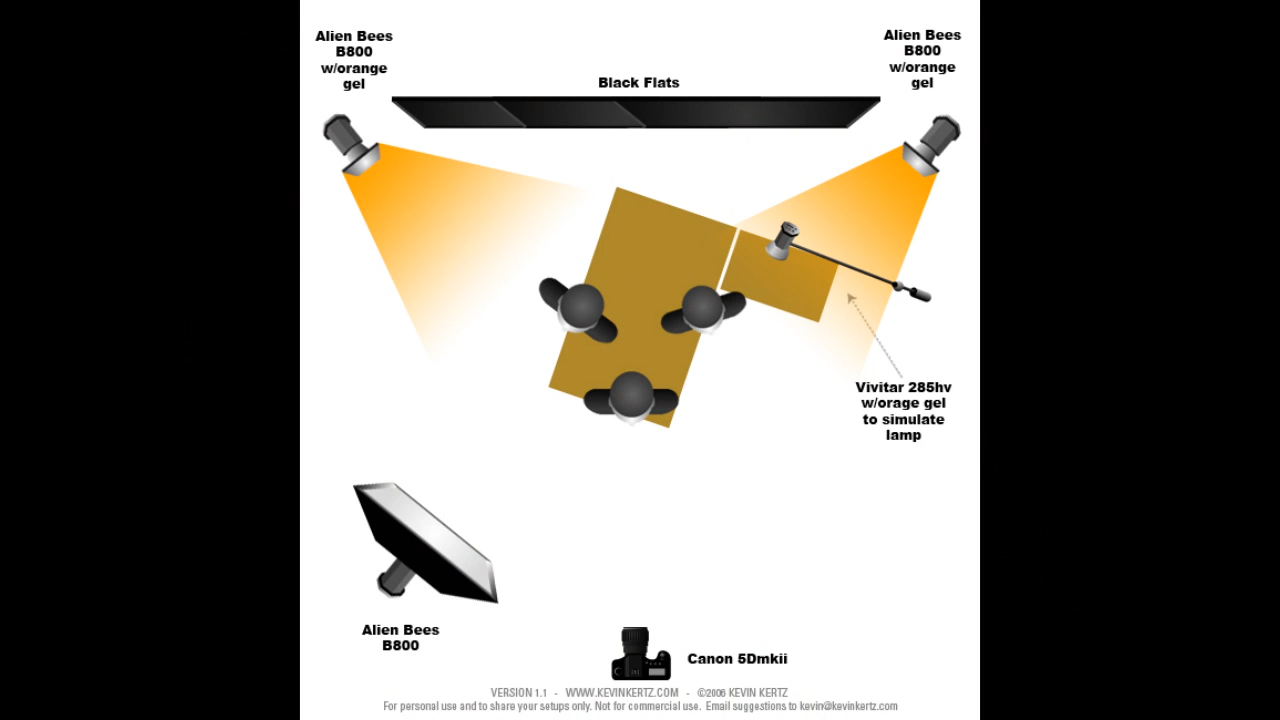 Alien Bees
B800
w/orange
gel
Alien Bees
B800
w/orange
gel
Black Flats
Vivitar 285hv
w/orage gel
to simulate
lamp
Alien Bees
B800
Canon 5Dmkii
VERSION 1.1 - WWW.KEVINKERTZ.COM - ©2006 KEVIN KERTZ
For personal use and to share your setups only. Not for commercial use. Email suggestions to kevin@kevinkertz.com